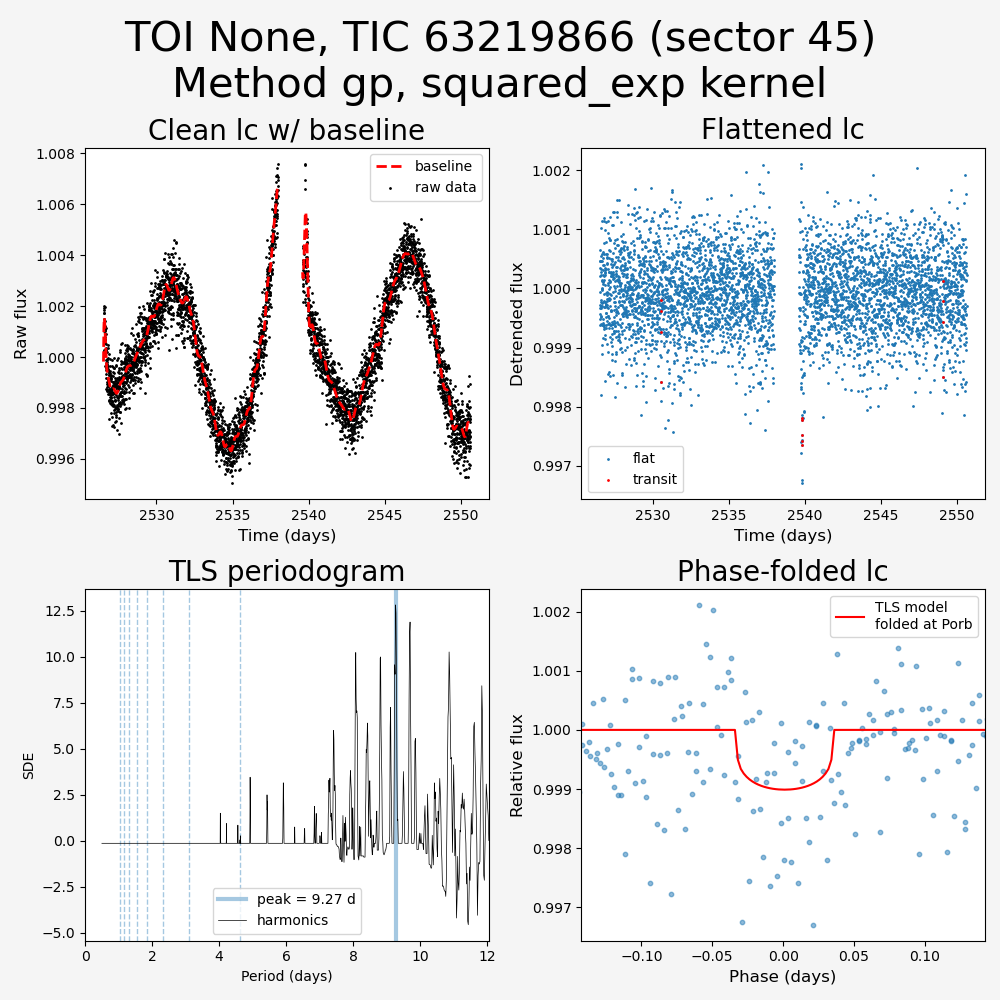 TOI None, TIC 63219866 (sector 45)
Method gp, squared_exp kernel
Clean lc w/ baseline
Raw flux
1.008
1.006
1.004
1.002
1.000
0.998
0.996
baseline
raw data
2530
2535
2540
2545
2550
Time (days)
Flattened lc
Detrended flux
1.002
1.001
1.000
0.999
0.998
0.997
flat
transit
2530
2535
2540
2545
2550
Time (days)
TLS periodogram
SDE
12.5
10.0
7.5
5.0
2.5
0.0
−2.5
−5.0
peak = 9.27 d
harmonics
0
2
4
6
8
10
12
Period (days)
Phase-folded lc
Relative flux
1.002
1.001
1.000
0.999
0.998
0.997
TLS model
folded at Porb
−0.10
−0.05
0.00
0.05
0.10
Phase (days)